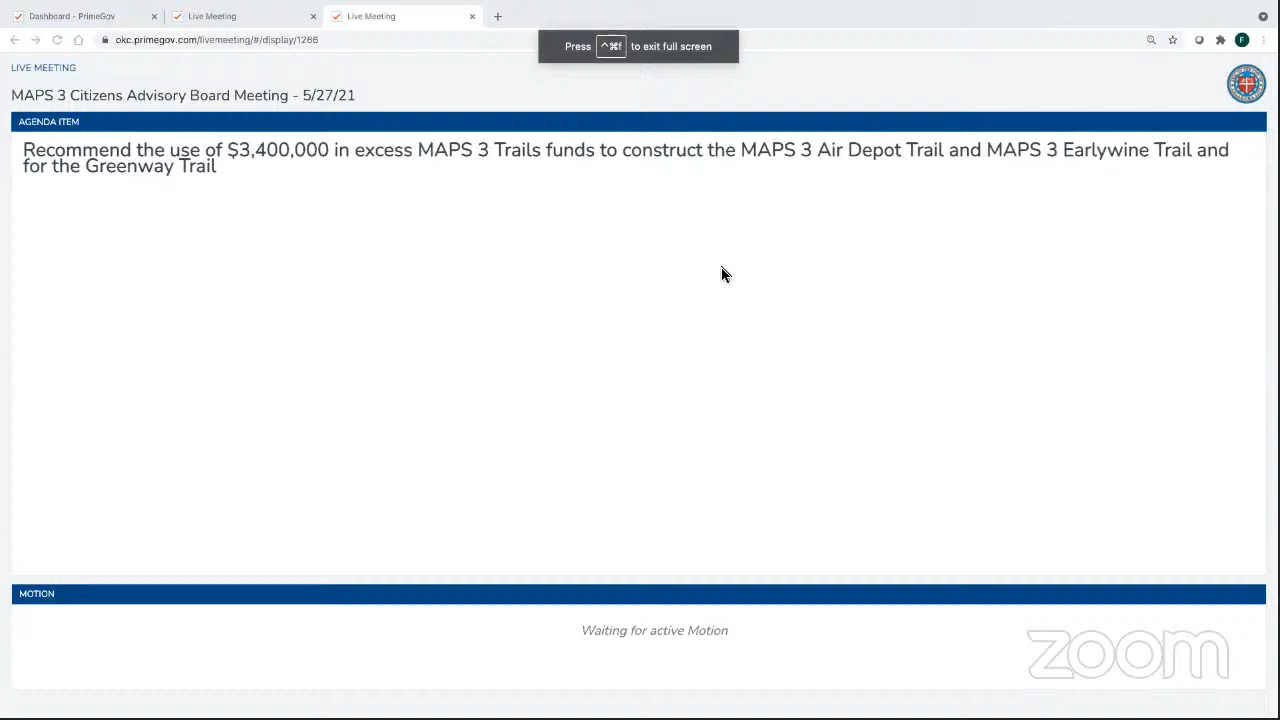 Dashboard - PrimeGov
Live Meeting
Live Meeting
okc.primegov.com/livemeeting/#/display/1266
F
Press ^⌘f to exit full screen
LIVE MEETING
MAPS 3 Citizens Advisory Board Meeting - 5/27/21
AGENDA ITEM
Recommend the use of $3,400,000 in excess MAPS 3 Trails funds to construct the MAPS 3 Air Depot Trail and MAPS 3 Earlywine Trail and
for the Greenway Trail
MOTION
Waiting for active Motion
zoom